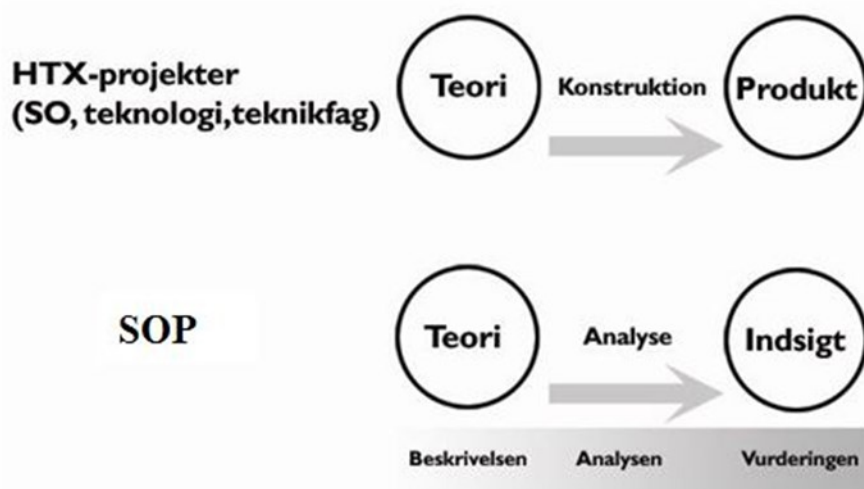 HTX-projekter
(SO, teknologi,teknikfag)
Teori
Konstruktion
Produkt
SOP
Teori
Analyse
Indsigt
Beskrivelsen
Analysen
Vurderingen